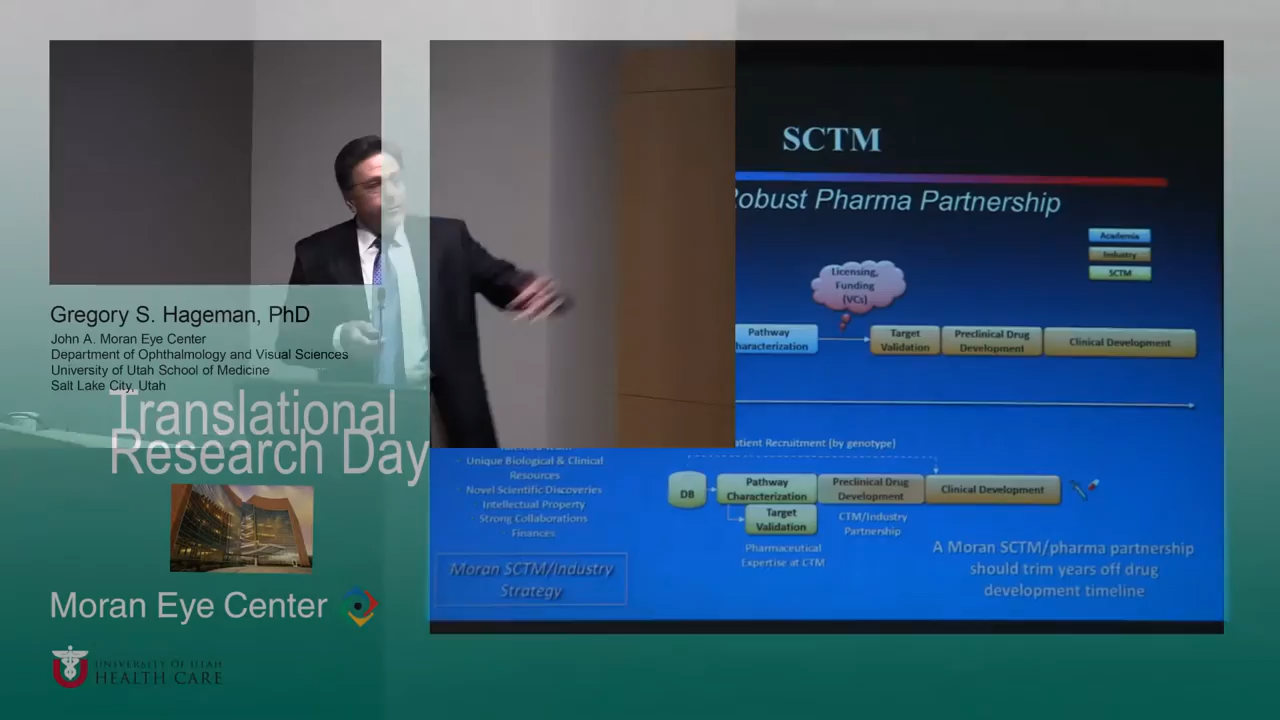 Gregory S. Hageman, PhD
John A. Moran Eye Center
Department of Ophthalmology and Visual Sciences
University of Utah School of Medicine
Salt Lake City, Utah
Translational
Research Day
Moran Eye Center
UNIVERSITY OF UTAH
HEALTH CARE
SCTM
Robust Pharma Partnership
Academia
Industry
SCTM
Licensing,
Funding
(VCs)
Pathway
Characterization
Target
Validation
Preclinical Drug
Development
Clinical Development
Patient Recruitment (by genotype)
- Unique Biological & Clinical
Resources
- Novel Scientific Discoveries
Intellectual Property
- Strong Collaborations
- Finances
DB
Pathway
Characterization
Preclinical Drug
Development
Clinical Development
Target
Validation
CTM/Industry
Partnership
Pharmaceutical
Expertise at CTM
Moran SCTM/Industry
Strategy
A Moran SCTM/pharma partnership
should trim years off drug
development timeline